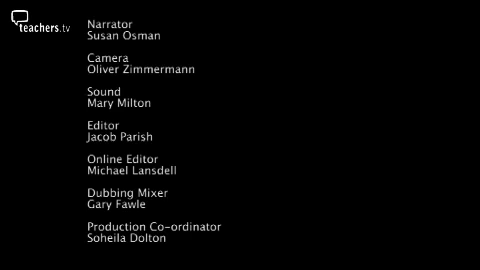 teachers.tv
Narrator
Susan Osman
Camera
Oliver Zimmermann
Sound
Mary Milton
Editor
Jacob Parish
Online Editor
Michael Lansdell
Dubbing Mixer
Gary Fawle
Production Co-ordinator
Soheila Dolton